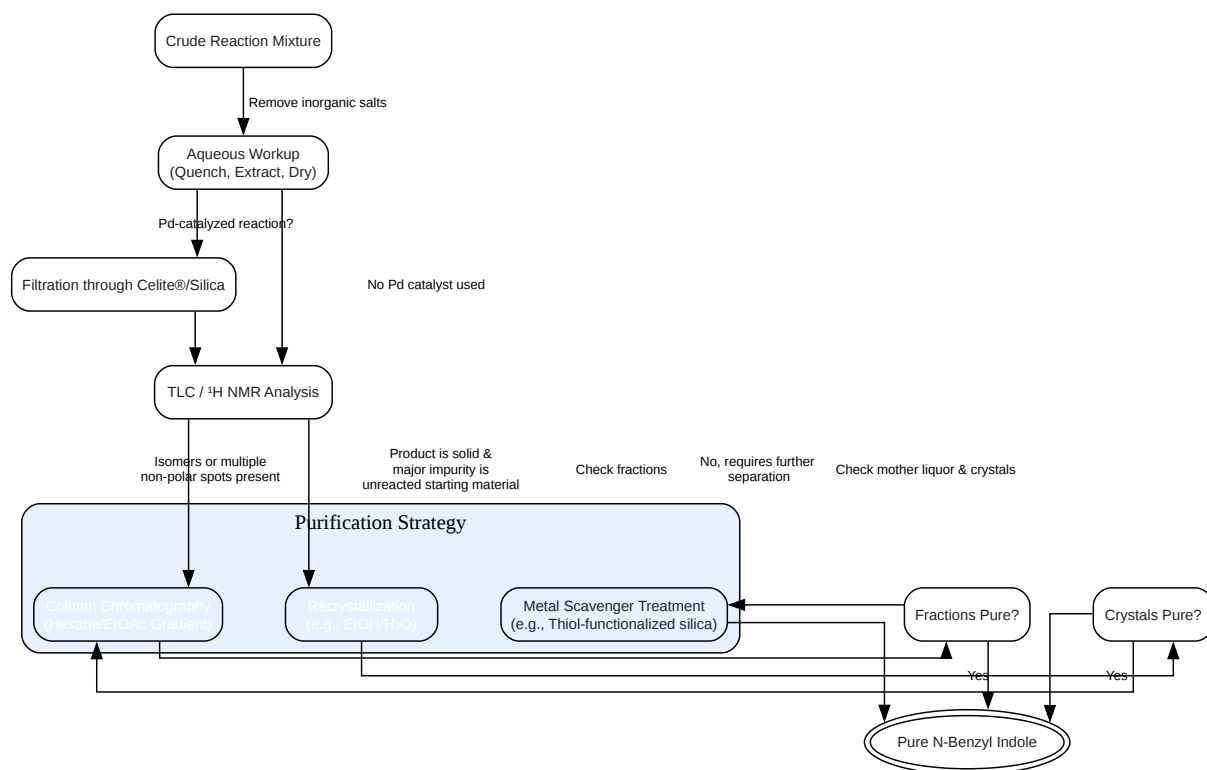 Crude Reaction Mixture
Remove inorganic salts
Aqueous Workup
(Quench, Extract, Dry)
Pd-catalyzed reaction?
Filtration through Celite®/Silica
No Pd catalyst used
TLC / ¹H NMR Analysis
Isomers or multiple
non-polar spots present
Product is solid &
major impurity is
unreacted starting material
Check fractions
No, requires further
separation
Check mother liquor & crystals
Purification Strategy
Column Chromatography
(Hexane/EtOAc Gradient)
Recrystallization
(e.g., EtOH/H₂O)
Metal Scavenger Treatment
(e.g., Thiol-functionalized silica)
Fractions Pure?
Crystals Pure?
Yes
Yes
Pure N-Benzyl Indole